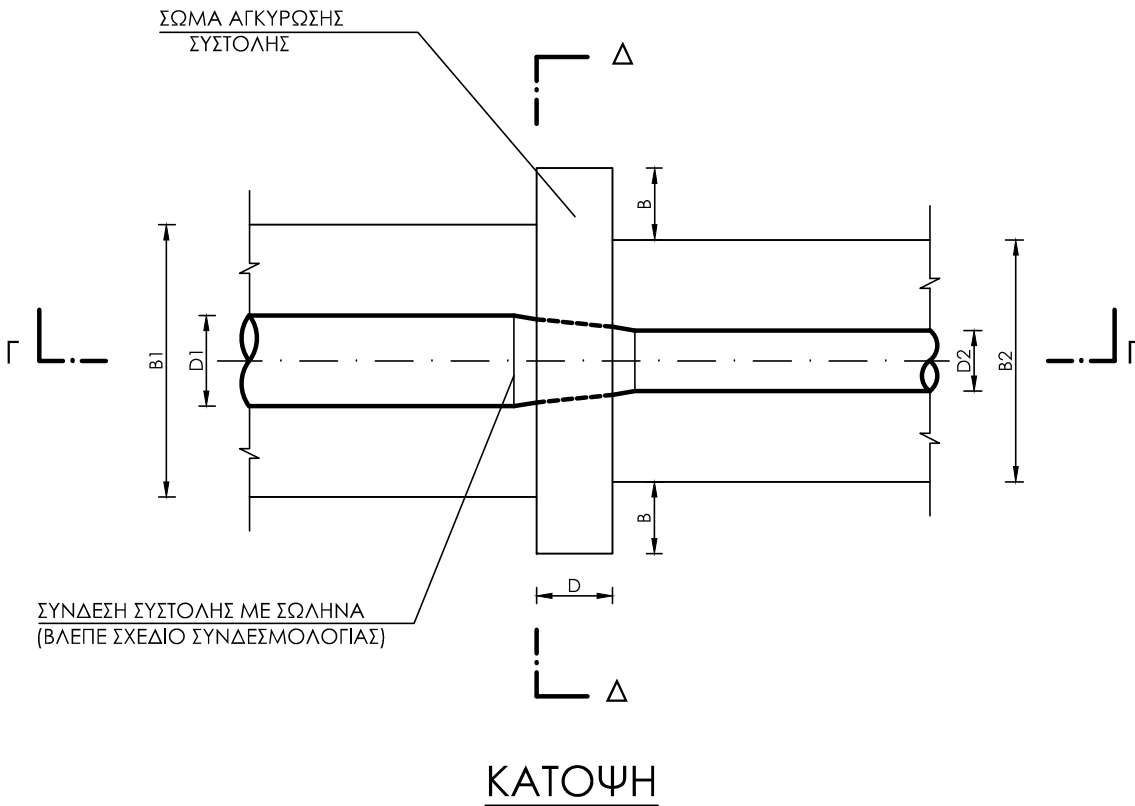 ΣΩΜΑ ΑΓΚΥΡΩΣΗΣ
ΣΥΣΤΟΛΗΣ
Δ
B
Γ
B1
D1
D2
B2
Γ
B
D
ΣΥΝΔΕΣΗ ΣΥΣΤΟΛΗΣ ΜΕ ΣΩΛΗΝΑ
(ΒΛΕΠΕ ΣΧΕΔΙΟ ΣΥΝΔΕΣΜΟΛΟΓΙΑΣ)
Δ
ΚΑΤΟΨΗ